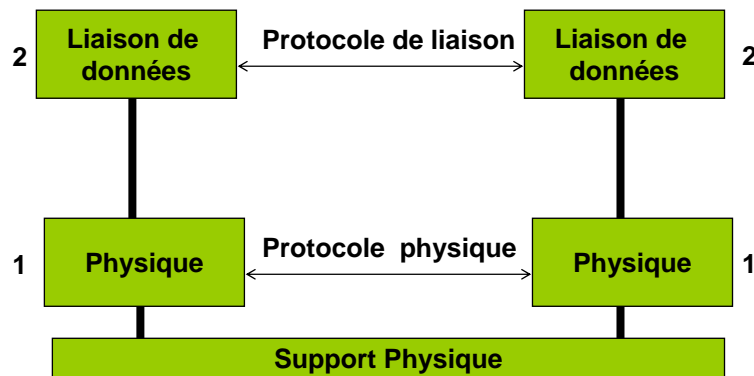 2 Liaison de données Protocole de liaison Liaison de données 2
1 Physique Protocole physique Physique 1
Support Physique